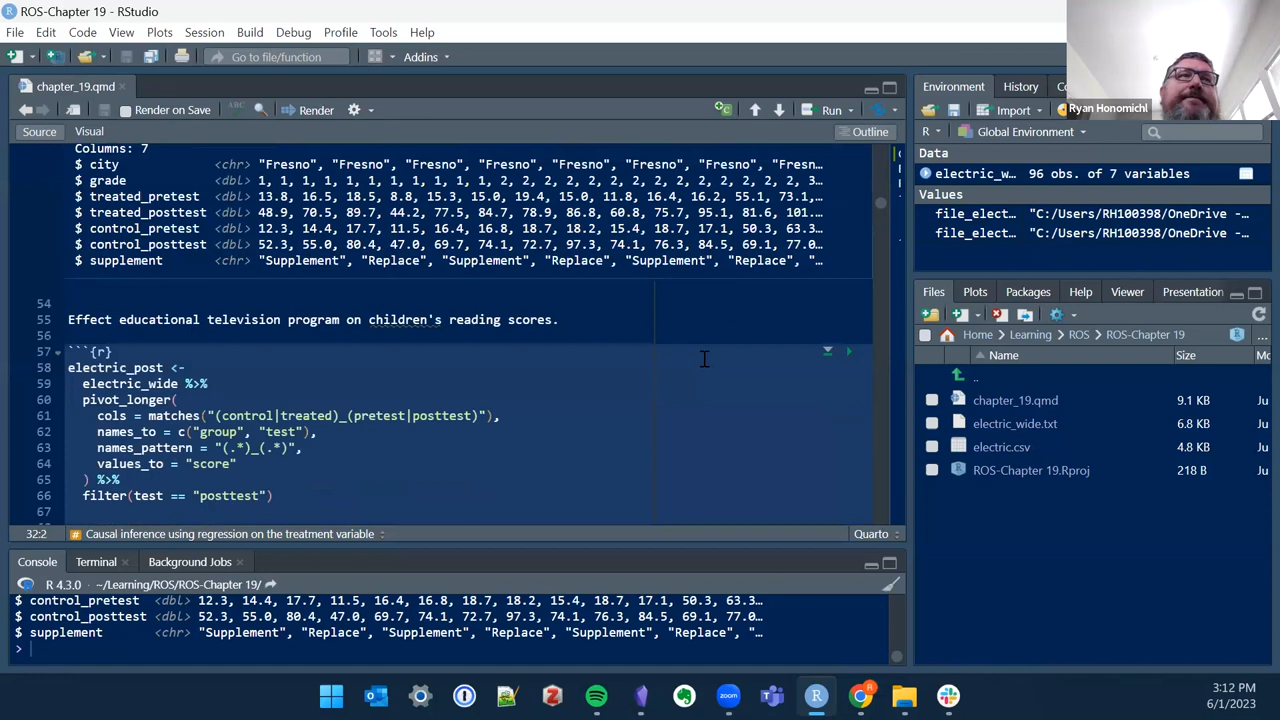 ROS-Chapter 19 - RStudio
File Edit Code View Plots Session Build Debug Profile Tools Help
Go to file/function Addins
chapter_19.qmd
Render on Save ABC Render Run
Source Visual Outline
Columns: 7
$ city <chr> "Fresno", "Fresno", "Fresno", "Fresno", "Fresno", "Fresno", "Fresno", "Fresn…
$ grade <dbl> 1, 1, 1, 1, 1, 1, 1, 1, 1, 1, 1, 2, 2, 2, 2, 2, 2, 2, 2, 2, 2, 3…
$ treated_pretest <dbl> 13.8, 16.5, 18.5, 8.8, 15.3, 15.0, 19.4, 15.0, 11.8, 16.4, 16.2, 55.1, 73.1,…
$ treated_posttest <dbl> 48.9, 70.5, 89.7, 44.2, 77.5, 84.7, 78.9, 86.8, 60.8, 75.7, 95.1, 81.6, 101.…
$ control_pretest <dbl> 12.3, 14.4, 17.7, 11.5, 16.4, 16.8, 18.7, 18.2, 15.4, 18.7, 17.1, 50.3, 63.3…
$ control_posttest <dbl> 52.3, 55.0, 80.4, 47.0, 69.7, 74.1, 72.7, 97.3, 74.1, 76.3, 84.5, 69.1, 77.0…
$ supplement <chr> "Supplement", "Replace", "Supplement", "Replace", "Supplement", "Replace", "…
54
55 Effect educational television program on children's reading scores.
56
57 ```{r}
58 electric_post <-
59 electric_wide %>%
60 pivot_longer(
61 cols = matches("(control|treated)_(pretest|posttest)"),
62 names_to = c("group", "test"),
63 names_pattern = "(.*)_(.*)",
64 values_to = "score"
65 ) %>%
66 filter(test == "posttest")
67
32:2 # Causal inference using regression on the treatment variable Quarto
Console Terminal Background Jobs
R 4.3.0 · ~/Learning/ROS/ROS-Chapter 19/
$ control_pretest <dbl> 12.3, 14.4, 17.7, 11.5, 16.4, 16.8, 18.7, 18.2, 15.4, 18.7, 17.1, 50.3, 63.3…
$ control_posttest <dbl> 52.3, 55.0, 80.4, 47.0, 69.7, 74.1, 72.7, 97.3, 74.1, 76.3, 84.5, 69.1, 77.0…
$ supplement <chr> "Supplement", "Replace", "Supplement", "Replace", "Supplement", "Replace", "…
>
Ryan Honomichl
Environment History Co
Import
R Global Environment
Data
electric_w… 96 obs. of 7 variables
Values
file_elect… "C:/Users/RH100398/OneDrive -…
file_elect… "C:/Users/RH100398/OneDrive -…
Files Plots Packages Help Viewer Presentation
Home Learning ROS ROS-Chapter 19 ...
Name Size Mo
..
chapter_19.qmd 9.1 KB Ju
electric_wide.txt 6.8 KB Ju
electric.csv 4.8 KB Ju
ROS-Chapter 19.Rproj 218 B Ju
3:12 PM
6/1/2023